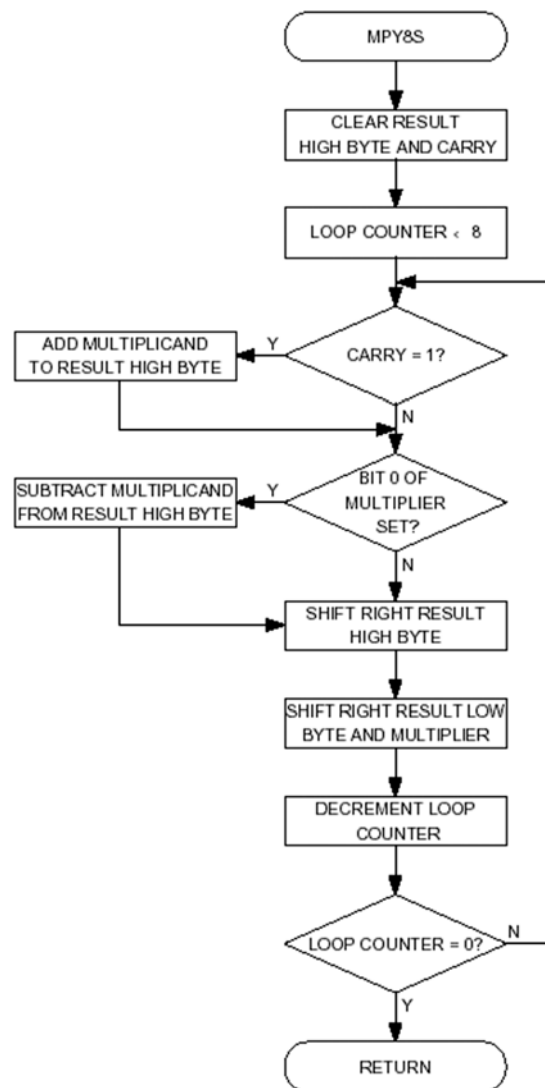 MPY8S
CLEAR RESULT
HIGH BYTE AND CARRY
LOOP COUNTER < 8
CARRY = 1?
Y
ADD MULTIPLICAND
TO RESULT HIGH BYTE
N
BIT 0 OF
MULTIPLIER
SET?
Y
SUBTRACT MULTIPLICAND
FROM RESULT HIGH BYTE
N
SHIFT RIGHT RESULT
HIGH BYTE
SHIFT RIGHT RESULT LOW
BYTE AND MULTIPLIER
DECREMENT LOOP
COUNTER
LOOP COUNTER = 0?
N
Y
RETURN